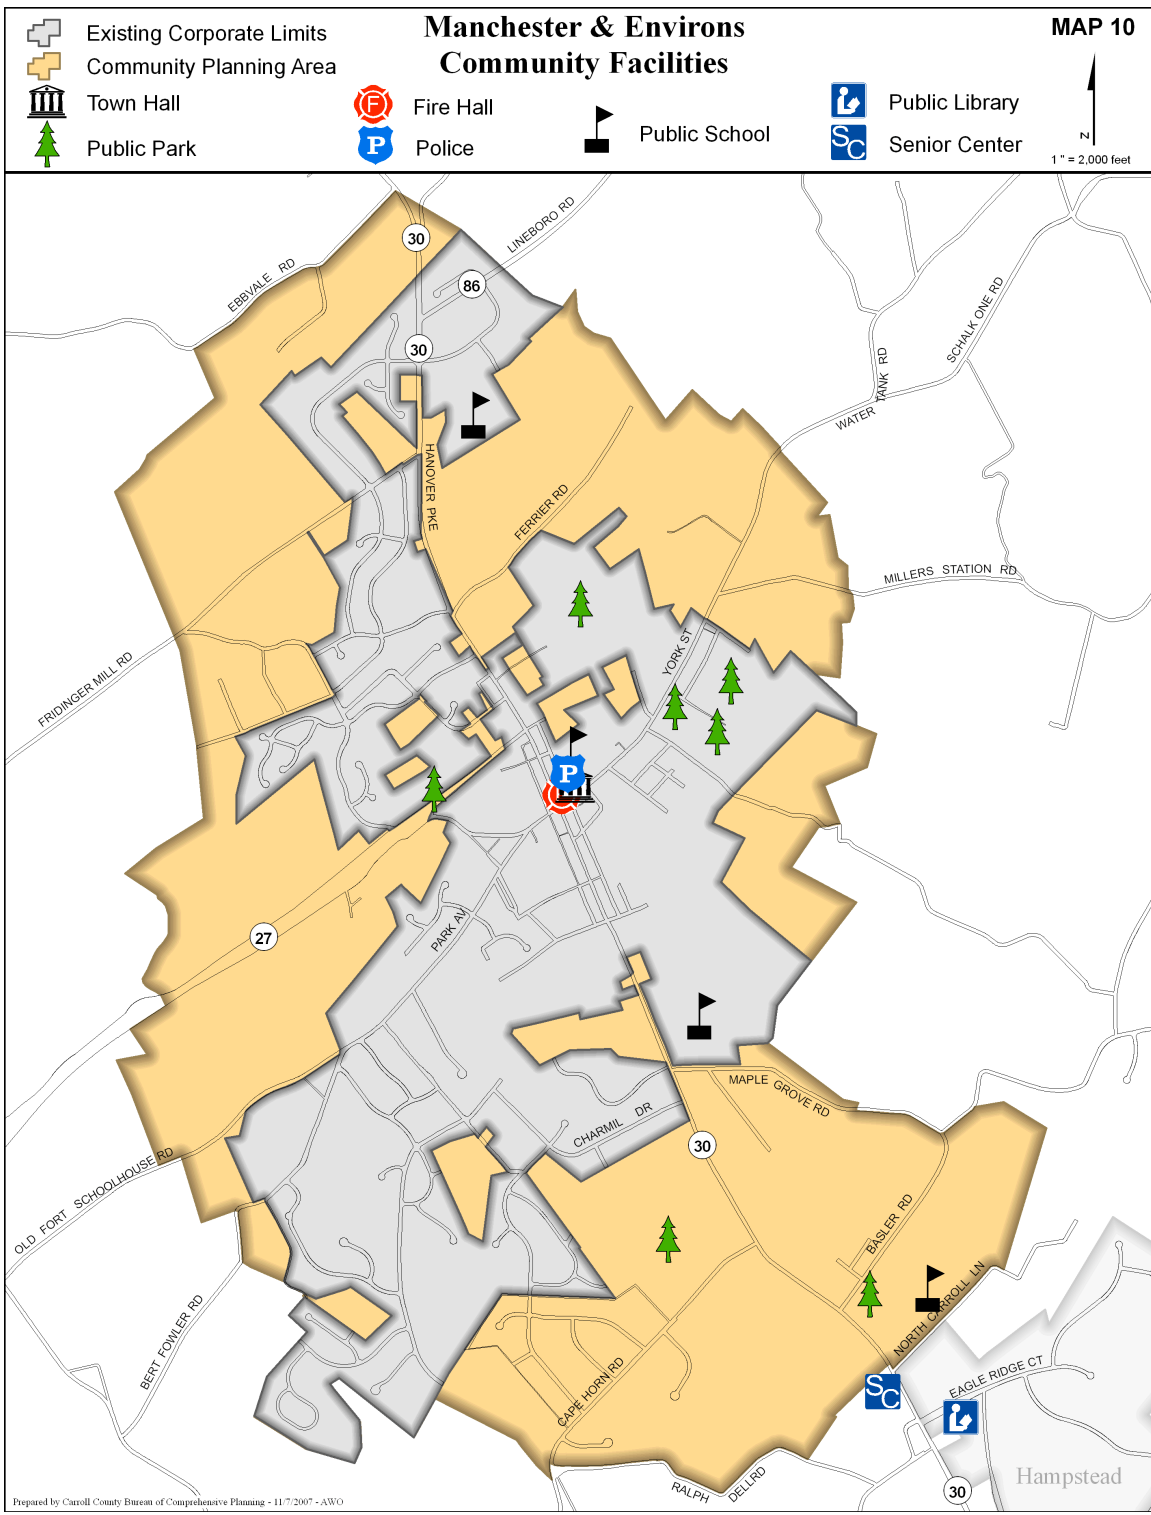 Manchester & Environs
Community Facilities
MAP 10
Existing Corporate Limits
Community Planning Area
Town Hall
Public Park
F
Fire Hall
P
Police
Public School
Public Library
SC
Senior Center
N
1 " = 2,000 feet
30
LINEBORO RD
EBBVALE RD
86
30
SCHALK ONE RD
WATER TANK RD
HANOVER PKE
FERRIER RD
MILLERS STATION RD
YORK ST
FRIDINGER MILL RD
P
F
27
PARK AV
MAPLE GROVE RD
CHARMIL DR
30
OLD FORT SCHOOLHOUSE RD
BASLER RD
BERT FOWLER RD
NORTH CARROLL LN
EAGLE RIDGE CT
CAPE HORN RD
SC
RALPH DELL RD
30
Hampstead
Prepared by Carroll County Bureau of Comprehensive Planning - 11/7/2007 - AWO